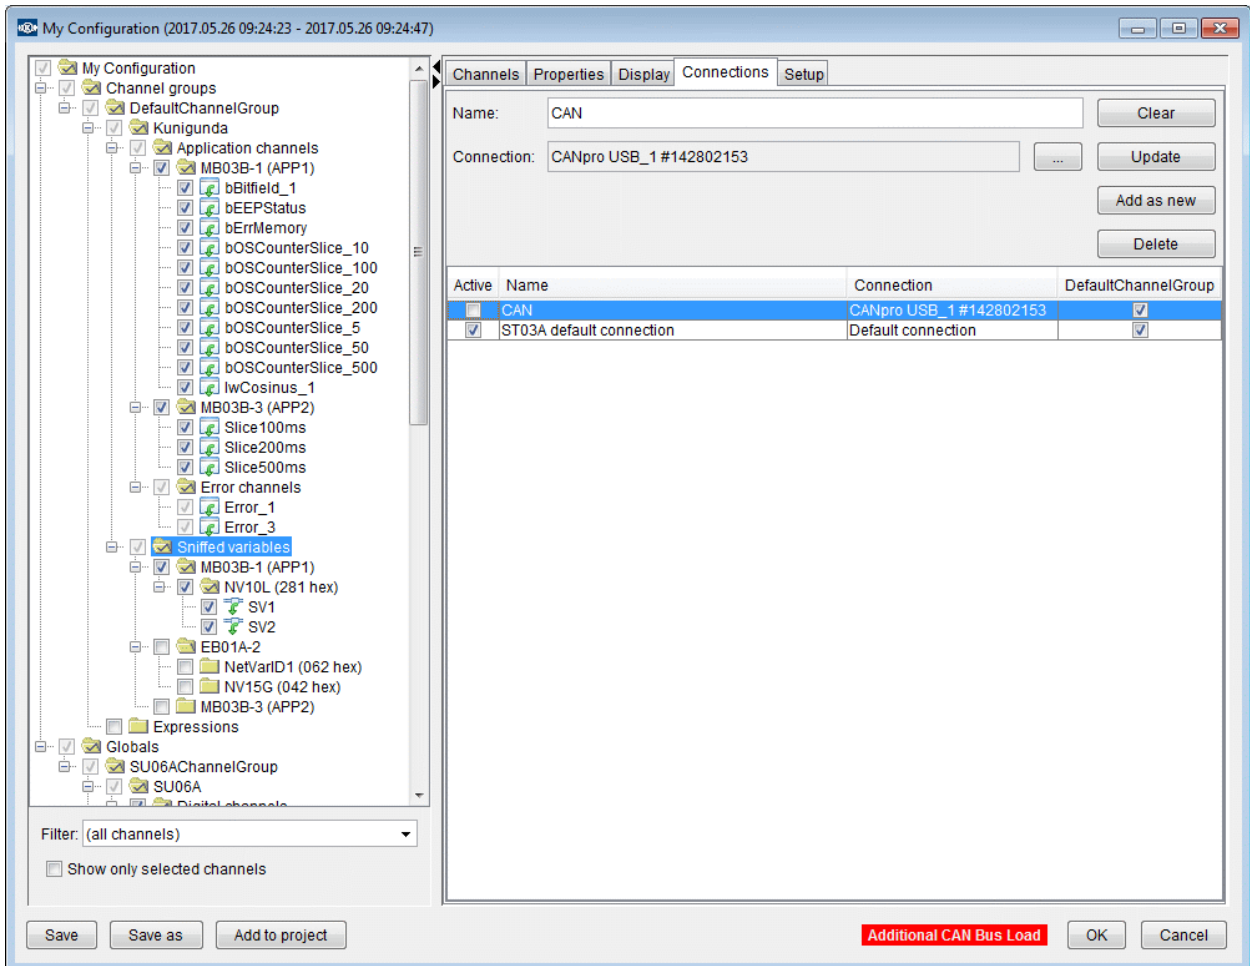 My Configuration (2017.05.26 09:24:23 - 2017.05.26 09:24:47)
My Configuration
Channel groups
DefaultChannelGroup
Kunigunda
Application channels
MB03B-1 (APP1)
bBitfield_1
bEEPStatus
bErrMemory
bOSCounterSlice_10
bOSCounterSlice_100
bOSCounterSlice_20
bOSCounterSlice_200
bOSCounterSlice_5
bOSCounterSlice_50
bOSCounterSlice_500
lwCosinus_1
MB03B-3 (APP2)
Slice100ms
Slice200ms
Slice500ms
Error channels
Error_1
Error_3
Sniffed variables
MB03B-1 (APP1)
NV10L (281 hex)
SV1
SV2
EB01A-2
NetVarID1 (062 hex)
NV15G (042 hex)
MB03B-3 (APP2)
Expressions
Globals
SU06AChannelGroup
SU06A
Digital channels
Filter: (all channels)
Show only selected channels
Channels Properties Display Connections Setup
Name: CAN Clear
Connection: CANpro USB_1 #142802153 ... Update
Add as new
Delete
Active Name Connection DefaultChannelGroup
CAN CANpro USB_1 #142802153
ST03A default connection Default connection
Save Save as Add to project Additional CAN Bus Load OK Cancel